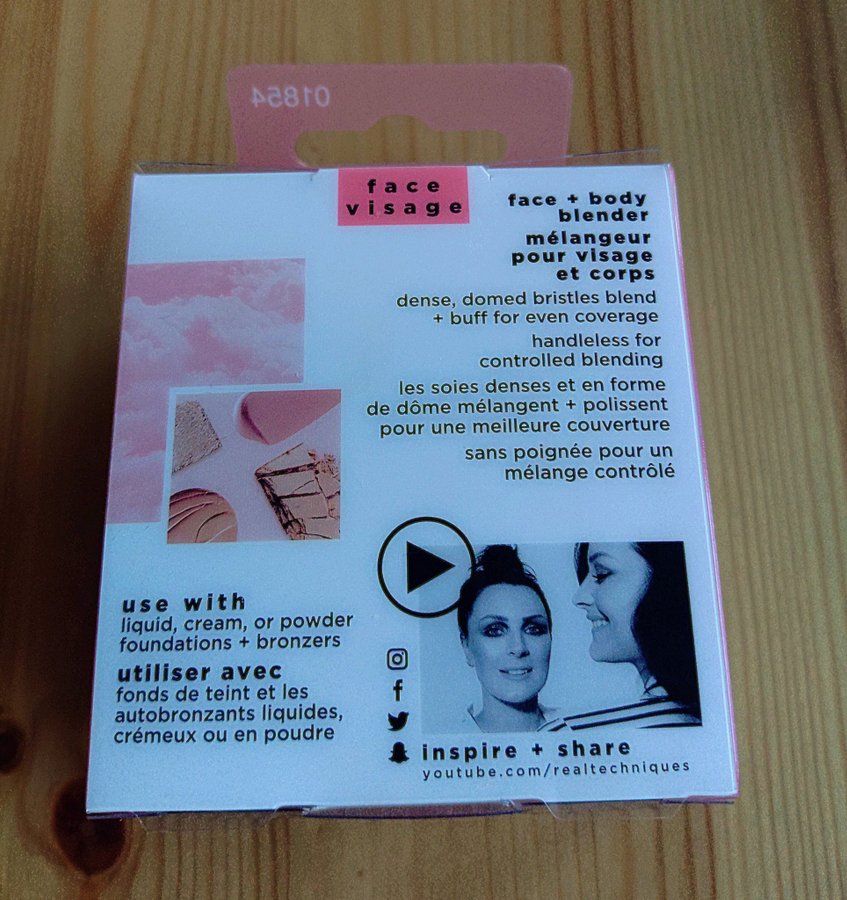 01854
face
visage
face + body
blender
mélangeur
pour visage
et corps
dense, domed bristles blend
+ buff for even coverage
handleless for
controlled blending
les soies denses et en forme
de dôme mélangent + polissent
pour une meilleure couverture
sans poignée pour un
mélange contrôlé
use with
liquid, cream, or powder
foundations + bronzers
utiliser avec
fonds de teint et les
autobronzants liquides,
crémeux ou en poudre
inspire + share
youtube.com/realtechniques